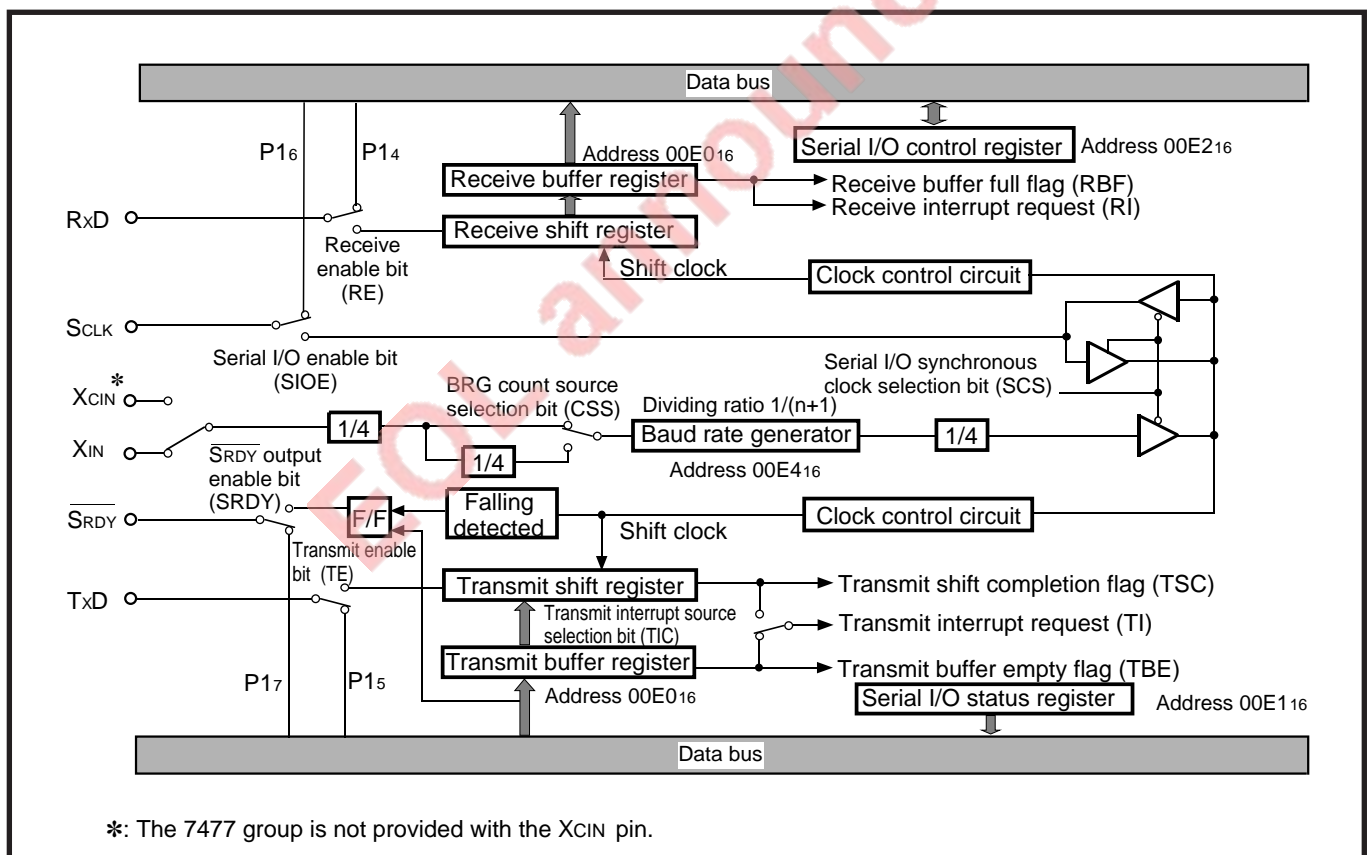 EOL announ
Data bus
P16
P14
Address 00E016
Serial I/O control register
Address 00E216
Receive buffer register
Receive buffer full flag (RBF)
Receive interrupt request (RI)
RxD
Receive shift register
Receive
enable bit
(RE)
Shift clock
Clock control circuit
SCLK
Serial I/O enable bit
(SIOE)
Serial I/O synchronous
clock selection bit (SCS)
XCIN*
BRG count source
selection bit (CSS)
Dividing ratio 1/(n+1)
XIN
1/4
Baud rate generator
1/4
1/4
Address 00E416
SRDY output
enable bit
(SRDY)
SRDY
F/F
Falling
detected
Shift clock
Clock control circuit
Transmit enable
bit (TE)
TxD
Transmit shift register
Transmit shift completion flag (TSC)
Transmit interrupt source
selection bit (TIC)
Transmit interrupt request (TI)
Transmit buffer register
Transmit buffer empty flag (TBE)
P17
P15
Address 00E016
Serial I/O status register
Address 00E116
Data bus
*: The 7477 group is not provided with the XCIN pin.